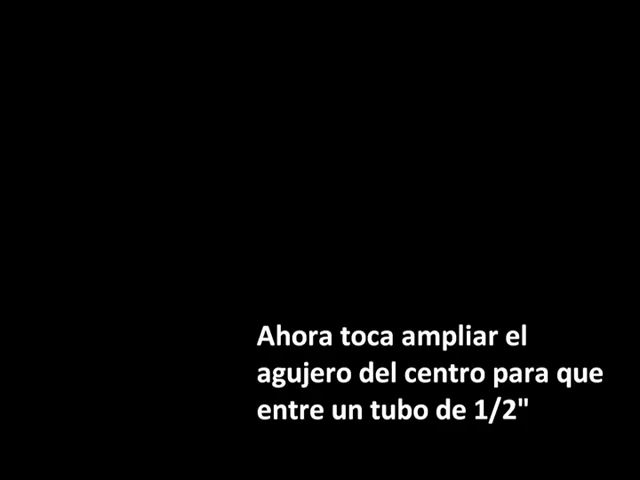 Ahora toca ampliar el
agujero del centro para que
entre un tubo de 1/2"